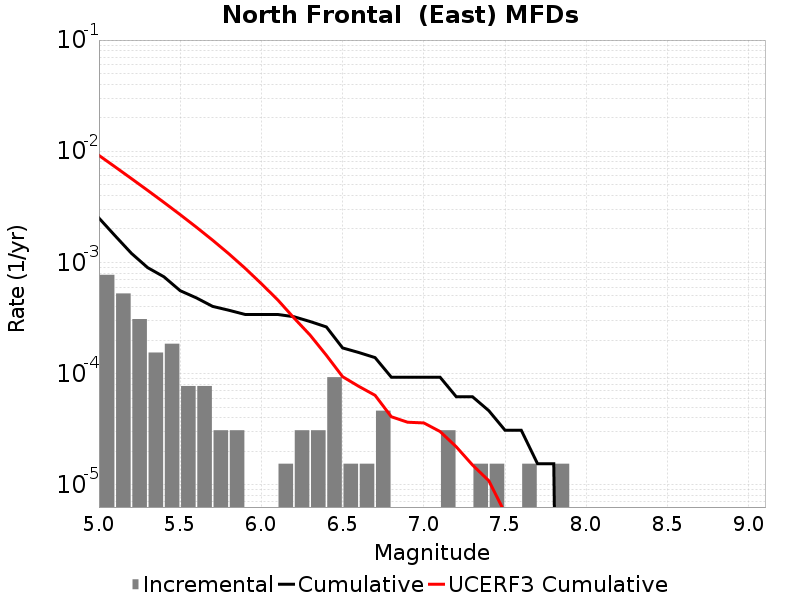 North Frontal  (East) MFDs
10^-1
10^-2
10^-3
10^-4
10^-5
Rate (1/yr)
5.0 5.5 6.0 6.5 7.0 7.5 8.0 8.5 9.0
Magnitude
Incremental Cumulative UCERF3 Cumulative